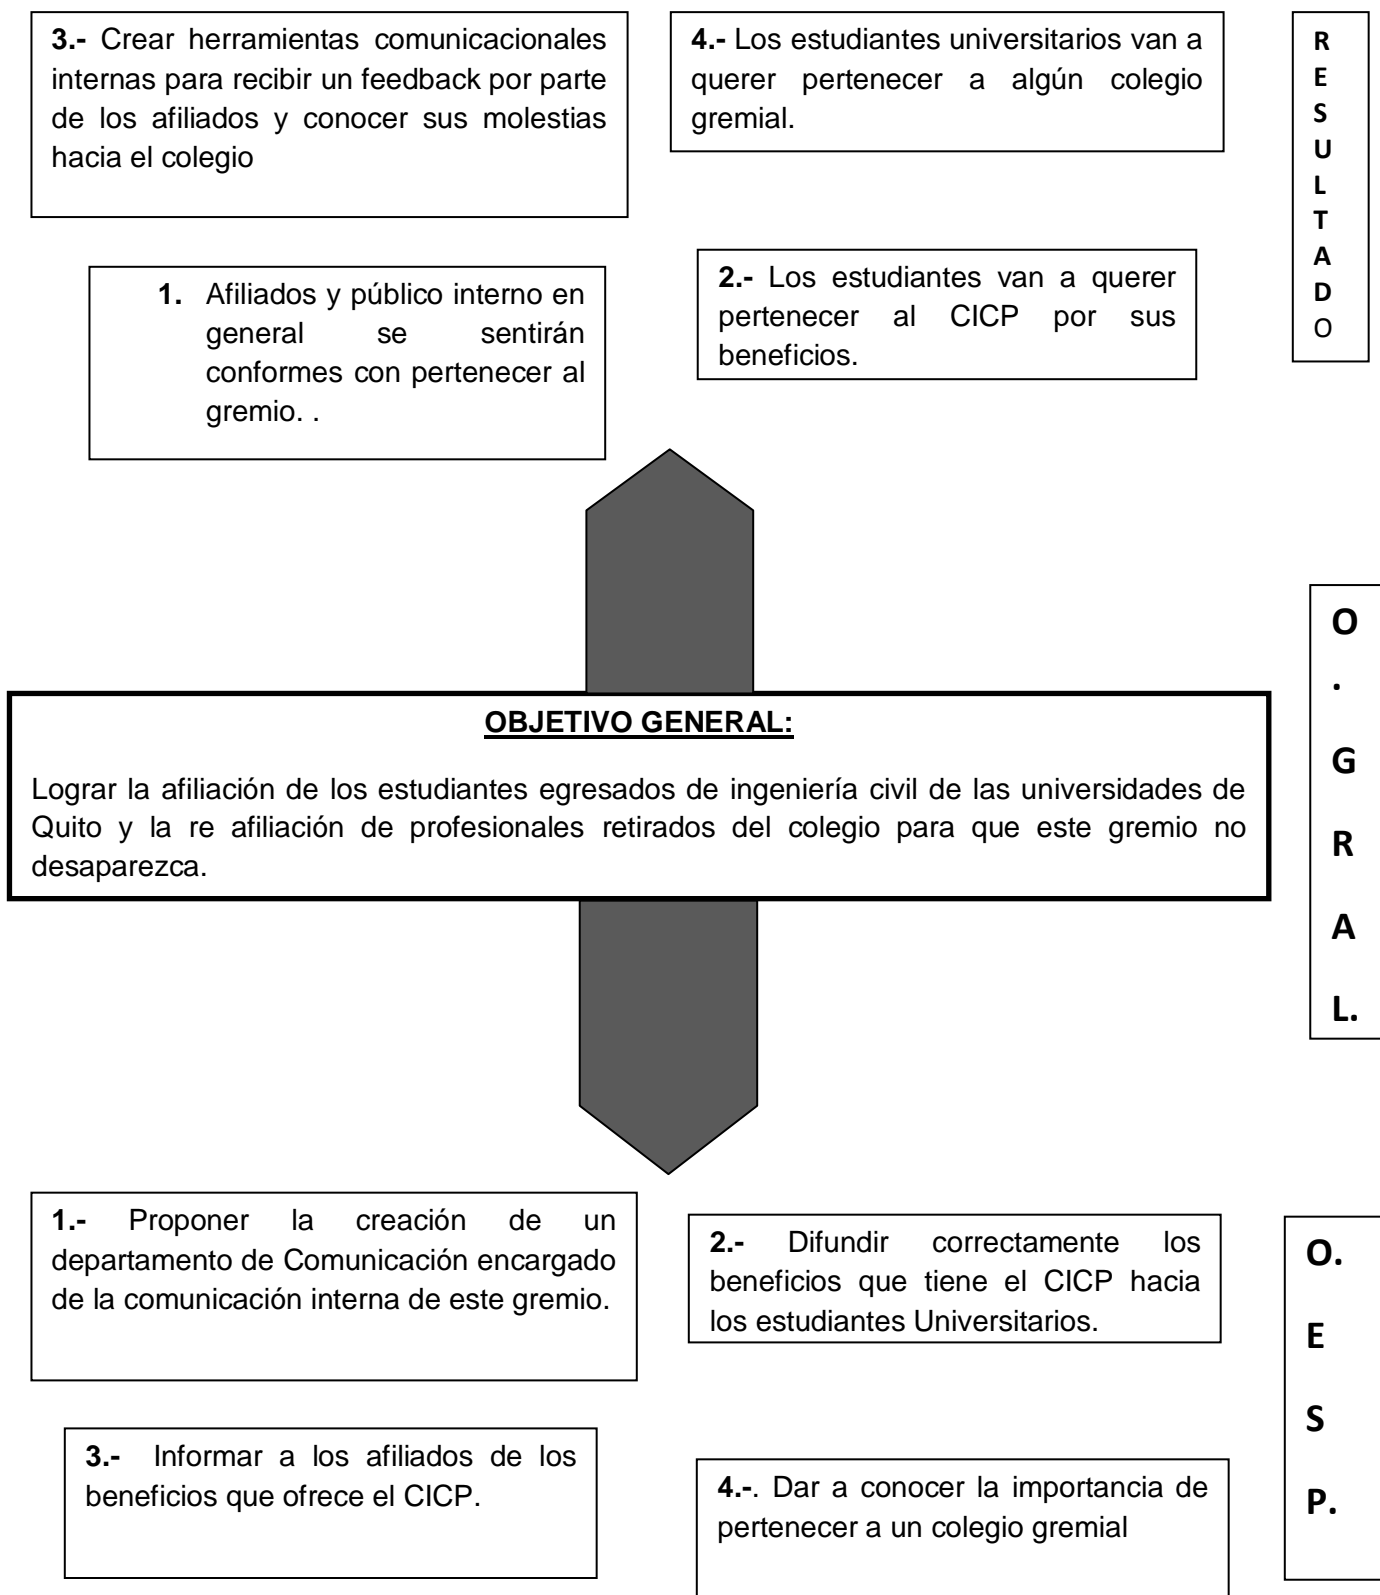 3.- Crear herramientas comunicacionales
internas para recibir un feedback por parte
de los afiliados y conocer sus molestias
hacia el colegio
4.- Los estudiantes universitarios van a
querer pertenecer a algún colegio
gremial.
R
E
S
U
L
T
A
D
O
1. Afiliados y público interno en
general se sentirán
conformes con pertenecer al
gremio. .
2.- Los estudiantes van a querer
pertenecer al CICP por sus
beneficios.
OBJETIVO GENERAL:
Lograr la afiliación de los estudiantes egresados de ingeniería civil de las universidades de
Quito y la re afiliación de profesionales retirados del colegio para que este gremio no
desaparezca.
O
.
G
R
A
L.
1.- Proponer la creación de un
departamento de Comunicación encargado
de la comunicación interna de este gremio.
2.- Difundir correctamente los
beneficios que tiene el CICP hacia
los estudiantes Universitarios.
3.- Informar a los afiliados de los
beneficios que ofrece el CICP.
4.-. Dar a conocer la importancia de
pertenecer a un colegio gremial
O.
E
S
P.